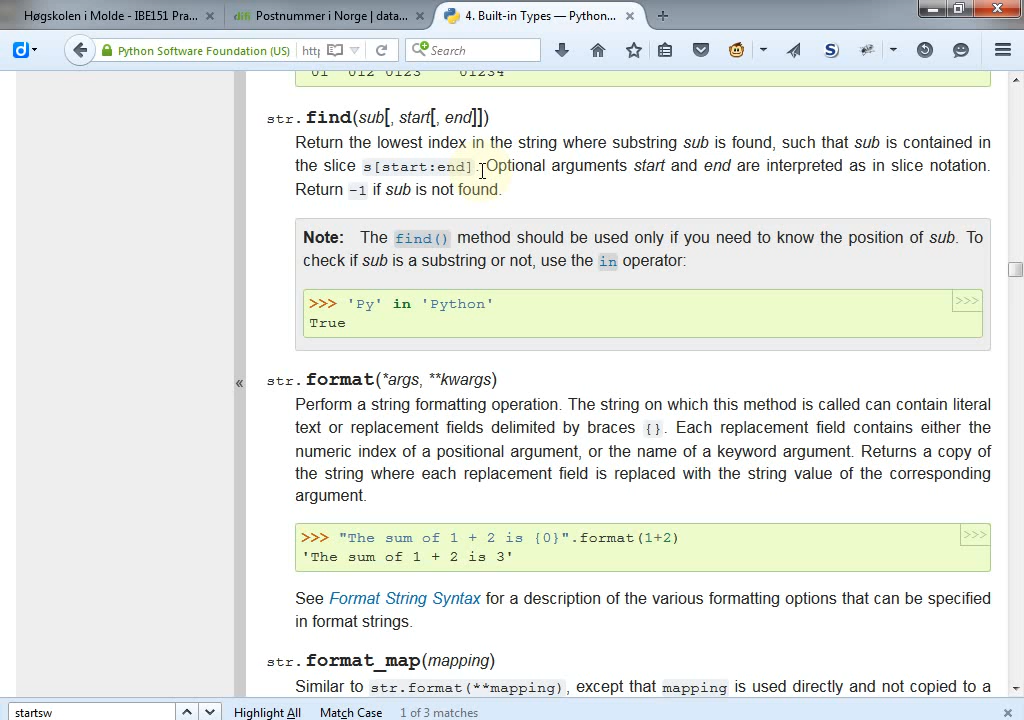 Høgskolen i Molde - IBE151 Pra... ×
difi Postnummer i Norge | data... ×
4. Built-in Types — Python... ×
Python Software Foundation (US) http
Search
str.find(sub[, start[, end]])
Return the lowest index in the string where substring sub is found, such that sub is contained in
the slice s[start:end]. Optional arguments start and end are interpreted as in slice notation.
Return -1 if sub is not found.
Note: The find() method should be used only if you need to know the position of sub. To
check if sub is a substring or not, use the in operator:
>>> 'Py' in 'Python' >>>
True
«
str.format(*args, **kwargs)
Perform a string formatting operation. The string on which this method is called can contain literal
text or replacement fields delimited by braces {}. Each replacement field contains either the
numeric index of a positional argument, or the name of a keyword argument. Returns a copy of
the string where each replacement field is replaced with the string value of the corresponding
argument.
>>> "The sum of 1 + 2 is {0}".format(1+2) >>>
'The sum of 1 + 2 is 3'
See Format String Syntax for a description of the various formatting options that can be specified
in format strings.
str.format_map(mapping)
Similar to str.format(**mapping), except that mapping is used directly and not copied to a
startsw Highlight All Match Case 1 of 3 matches